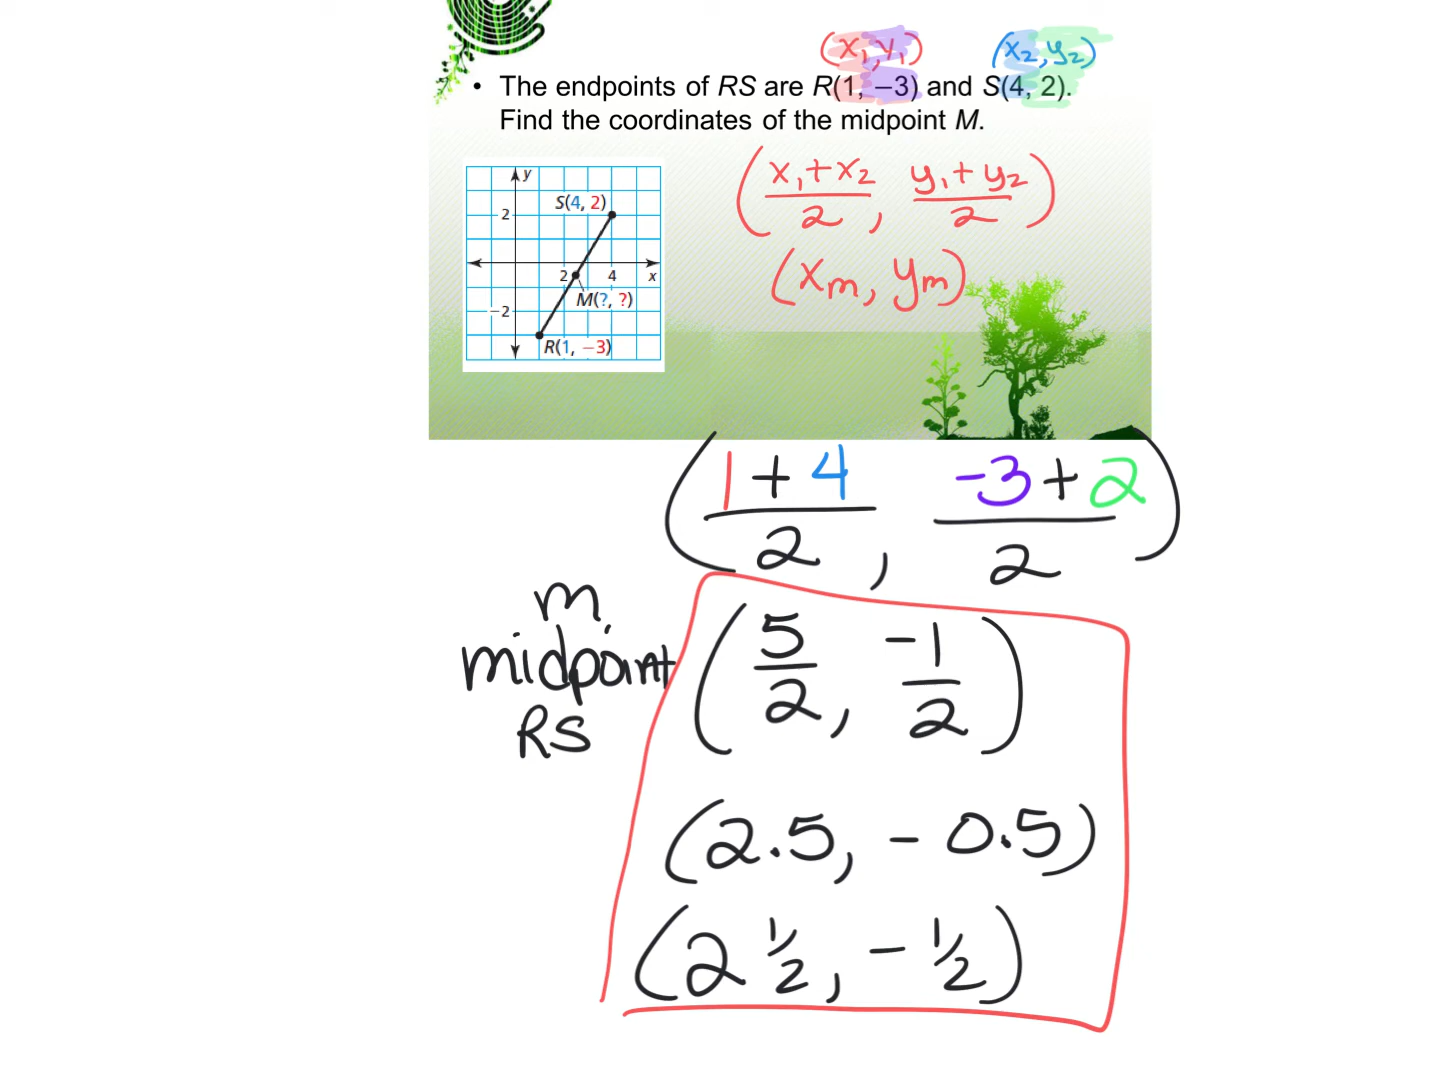 (x₁, y₁) (x₂, y₂)
• The endpoints of RS are R(1, −3) and S(4, 2).
Find the coordinates of the midpoint M.
(x₁+x₂/2, y₁+y₂/2)
(xm, ym)
y
S(4, 2)
2
2 4 x
M(?, ?)
−2
R(1, −3)
(1+4/2, -3+2/2)
m
midpoint
RS
(5/2, -1/2)
(2.5, -0.5)
(2 1/2, -1/2)